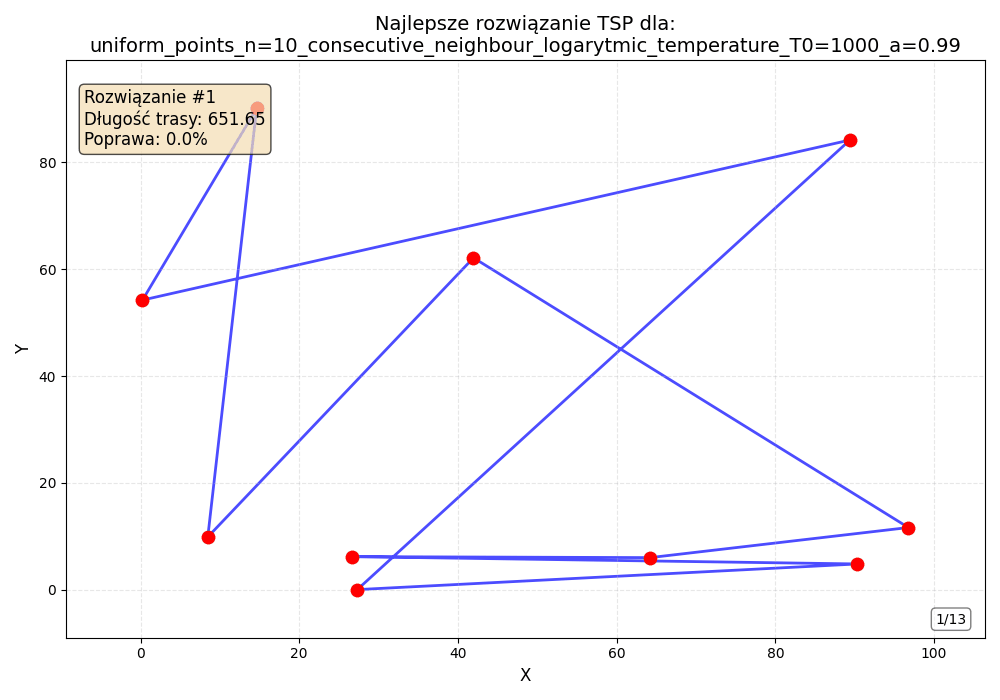 Najlepsze rozwiązanie TSP dla:
uniform_points_n=10_consecutive_neighbour_logarytmic_temperature_T0=1000_a=0.99
Rozwiązanie #1
Długość trasy: 651.65
Poprawa: 0.0%
Y
80
60
40
20
0
1/13
0
20
40
60
80
100
X